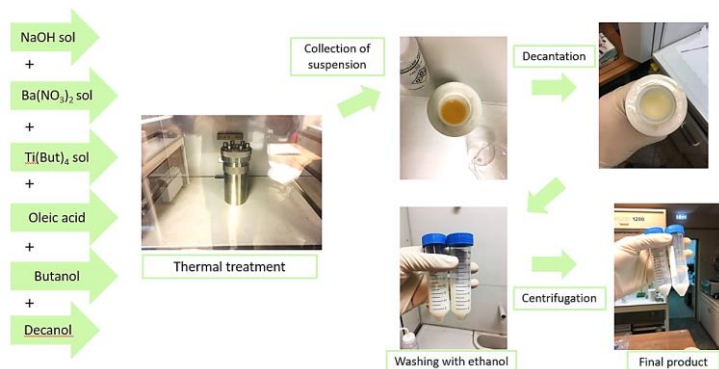 NaOH sol
+
Ba(NO3)2 sol
+
Ti(But)4 sol
+
Oleic acid
+
Butanol
+
Decanol
Thermal treatment
Collection of
suspension
Decantation
Washing with ethanol
Centrifugation
Final product